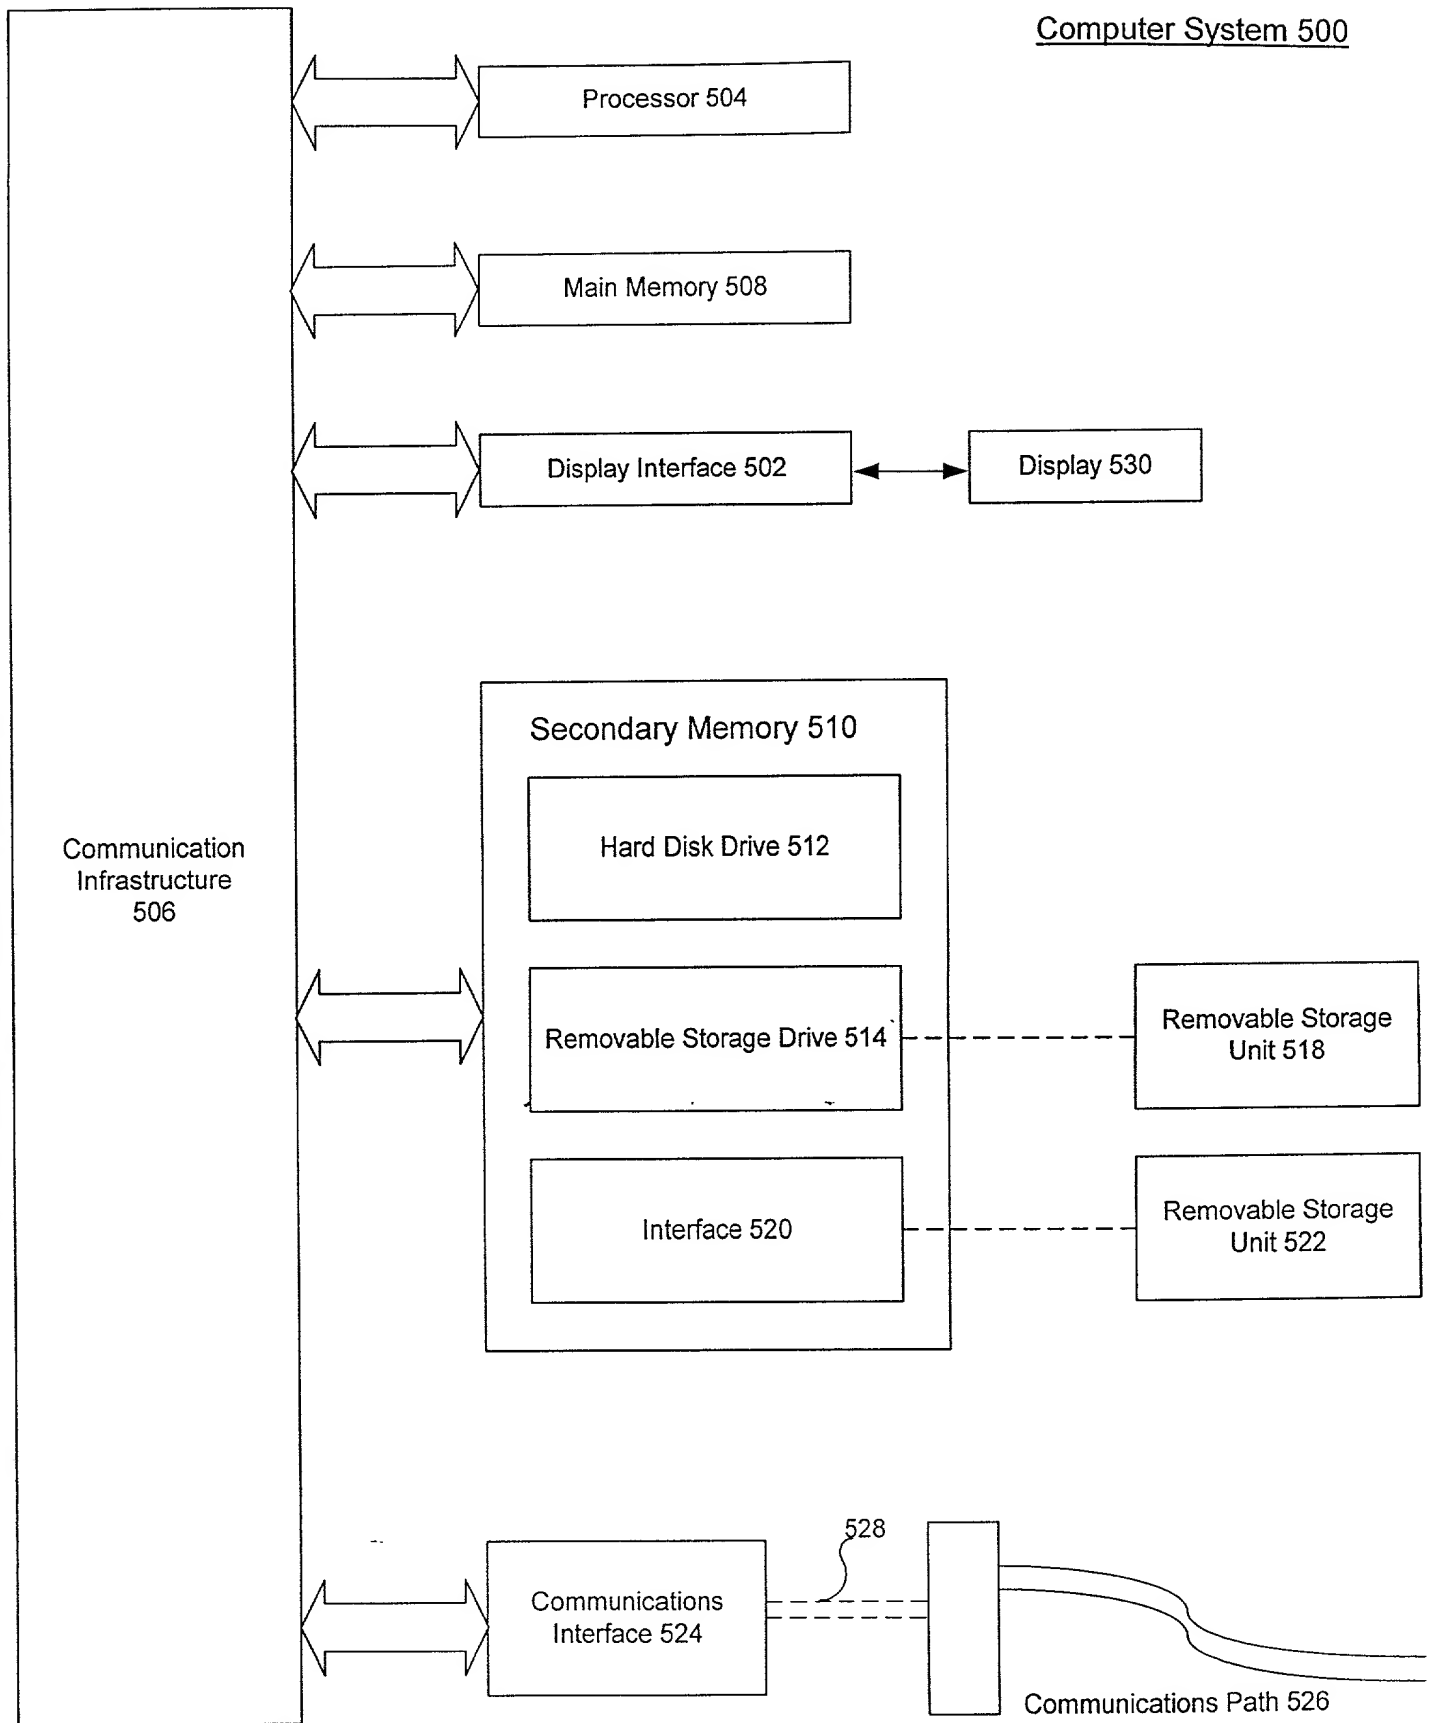 Computer System 500
Processor 504
Main Memory 508
Display Interface 502
Display 530
Secondary Memory 510
Hard Disk Drive 512
Communication
Infrastructure
506
Removable Storage Drive 514
Removable Storage
Unit 518
Interface 520
Removable Storage
Unit 522
528
Communications
Interface 524
Communications Path 526